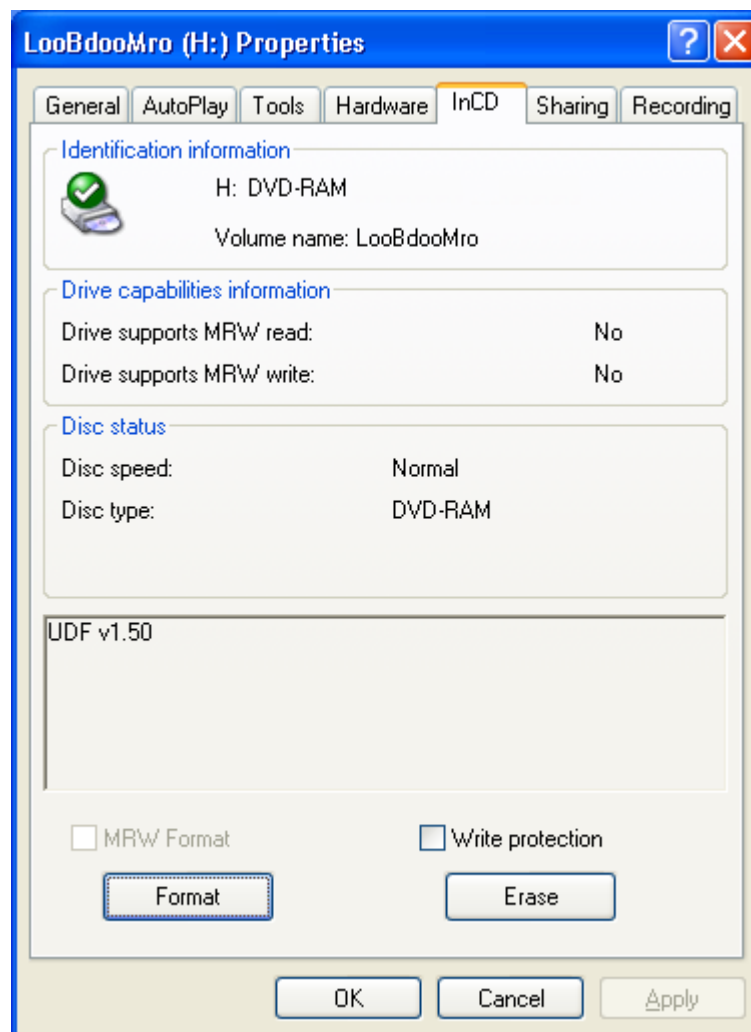 LooBdooMro (H:) Properties
General AutoPlay Tools Hardware InCD Sharing Recording
Identification information
H: DVD-RAM
Volume name: LooBdooMro
Drive capabilities information
Drive supports MRW read: No
Drive supports MRW write: No
Disc status
Disc speed: Normal
Disc type: DVD-RAM
UDF v1.50
MRW Format Write protection
Format Erase
OK Cancel Apply